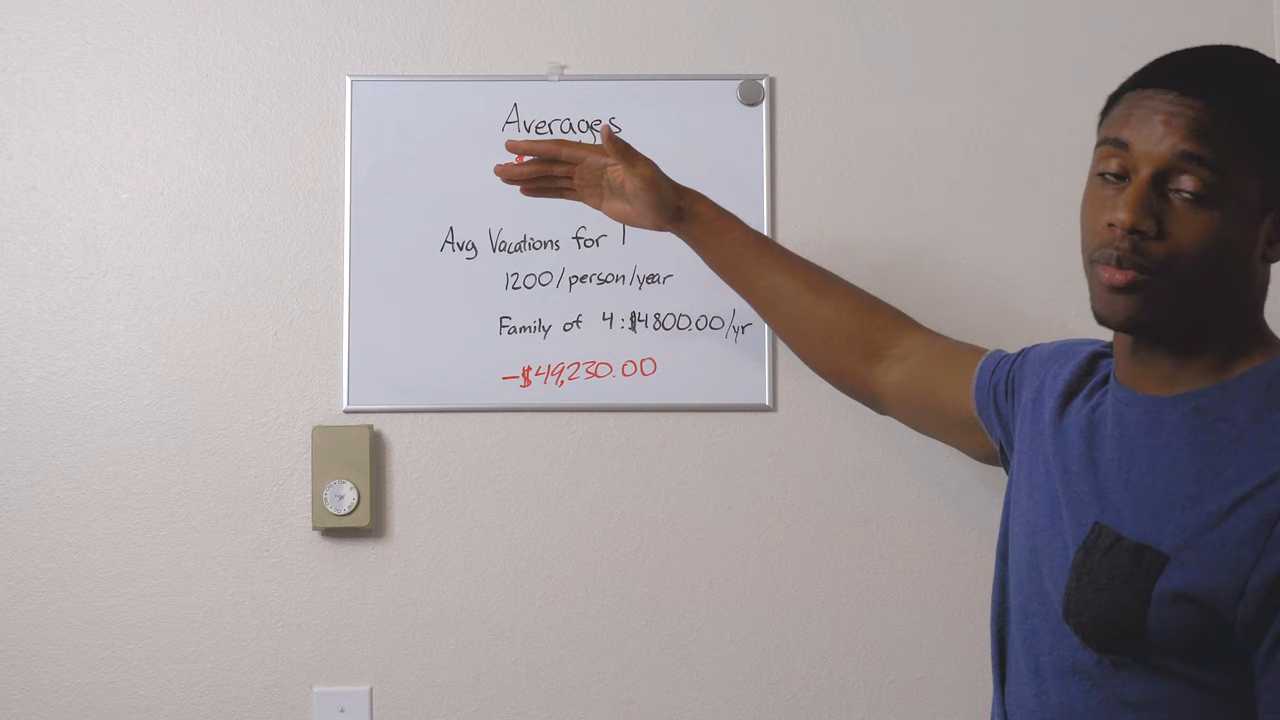 Averages
-$
Avg Vacations for 1
1200/person/year
Family of 4:$4800.00/yr
-$49,230.00